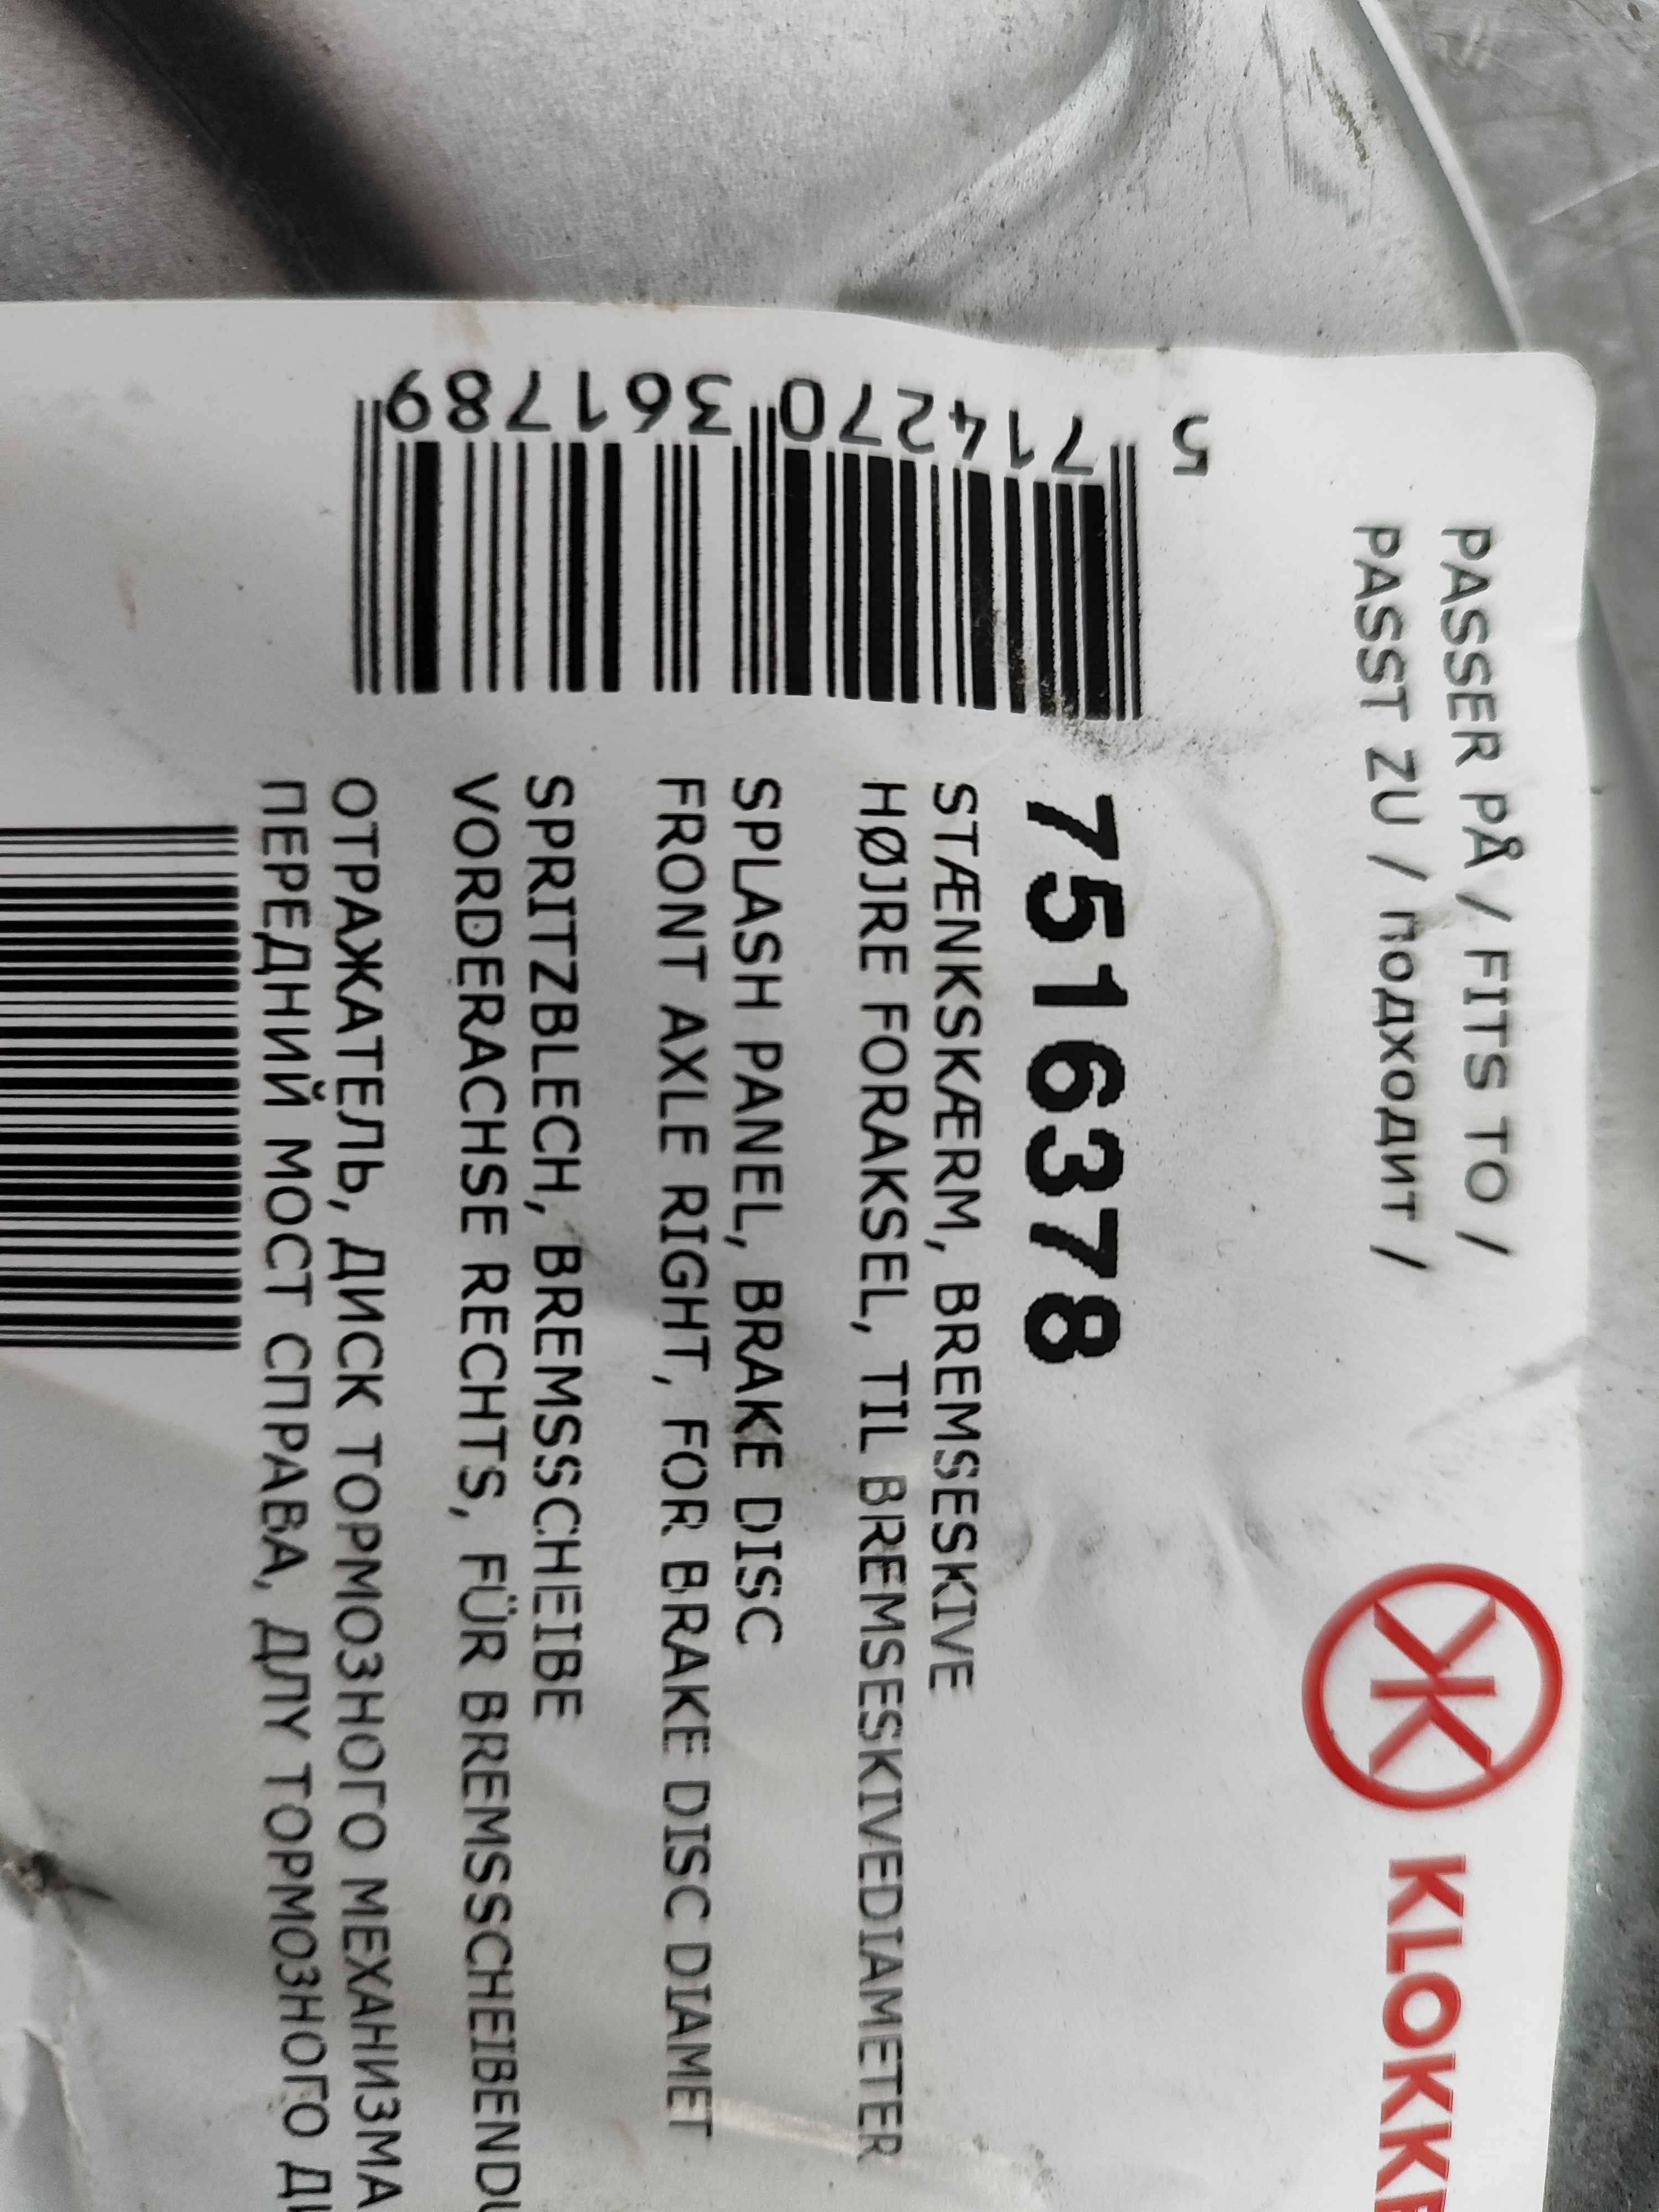 PASSER PÅ / FITS TO /
PASST ZU / подходит /
KLOKKE
5 714270 361789
7516378
STÆNKSKÆRM, BREMSESKIVE
HØJRE FORAKSEL, TIL BREMSESKIVEDIAMETER
SPLASH PANEL, BRAKE DISC
FRONT AXLE RIGHT, FOR BRAKE DISC DIAMET
SPRITZBLECH, BREMSSCHEIBE
VORDERACHSE RECHTS, FÜR BREMSSCHEIBENDU
ОТРАЖАТЕЛЬ, ДИСК ТОРМОЗНОГО МЕХАНИЗМА
ПЕРЕДНИЙ МОСТ СПРАВА, ДЛУ ТОРМОЗНОГО ДИ